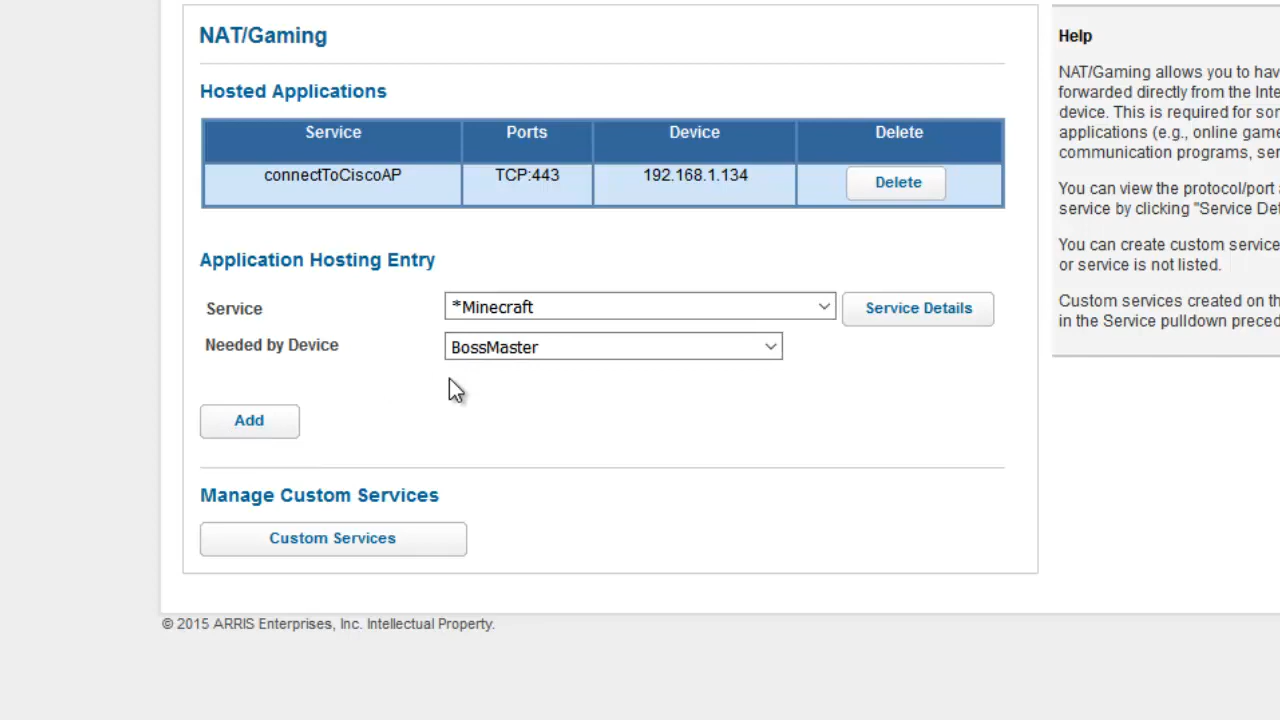 NAT/Gaming
Hosted Applications
Service Ports Device Delete
connectToCiscoAP TCP:443 192.168.1.134 Delete
Application Hosting Entry
Service *Minecraft Service Details
Needed by Device BossMaster
Add
Manage Custom Services
Custom Services
© 2015 ARRIS Enterprises, Inc. Intellectual Property.
Help
NAT/Gaming allows you to hav
forwarded directly from the Inte
device. This is required for so
applications (e.g., online game
communication programs, ser
You can view the protocol/port
service by clicking "Service De
You can create custom service
or service is not listed.
Custom services created on th
in the Service pulldown preced